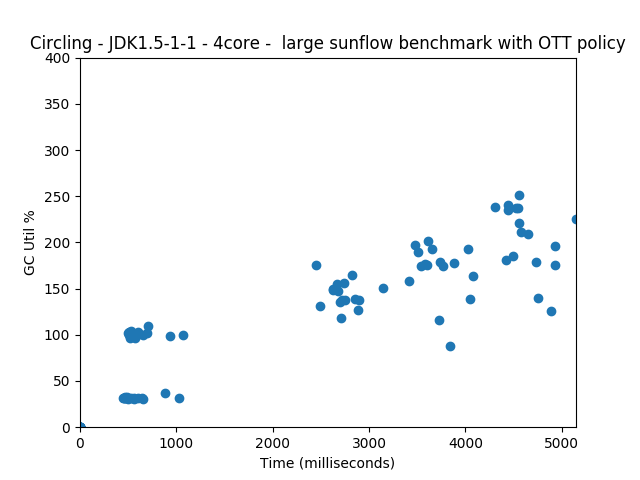 Circling - JDK1.5-1-1 - 4core -  large sunflow benchmark with OTT policy
400
350
300
250
200
150
100
50
0
GC Util %
0 1000 2000 3000 4000 5000
Time (milliseconds)